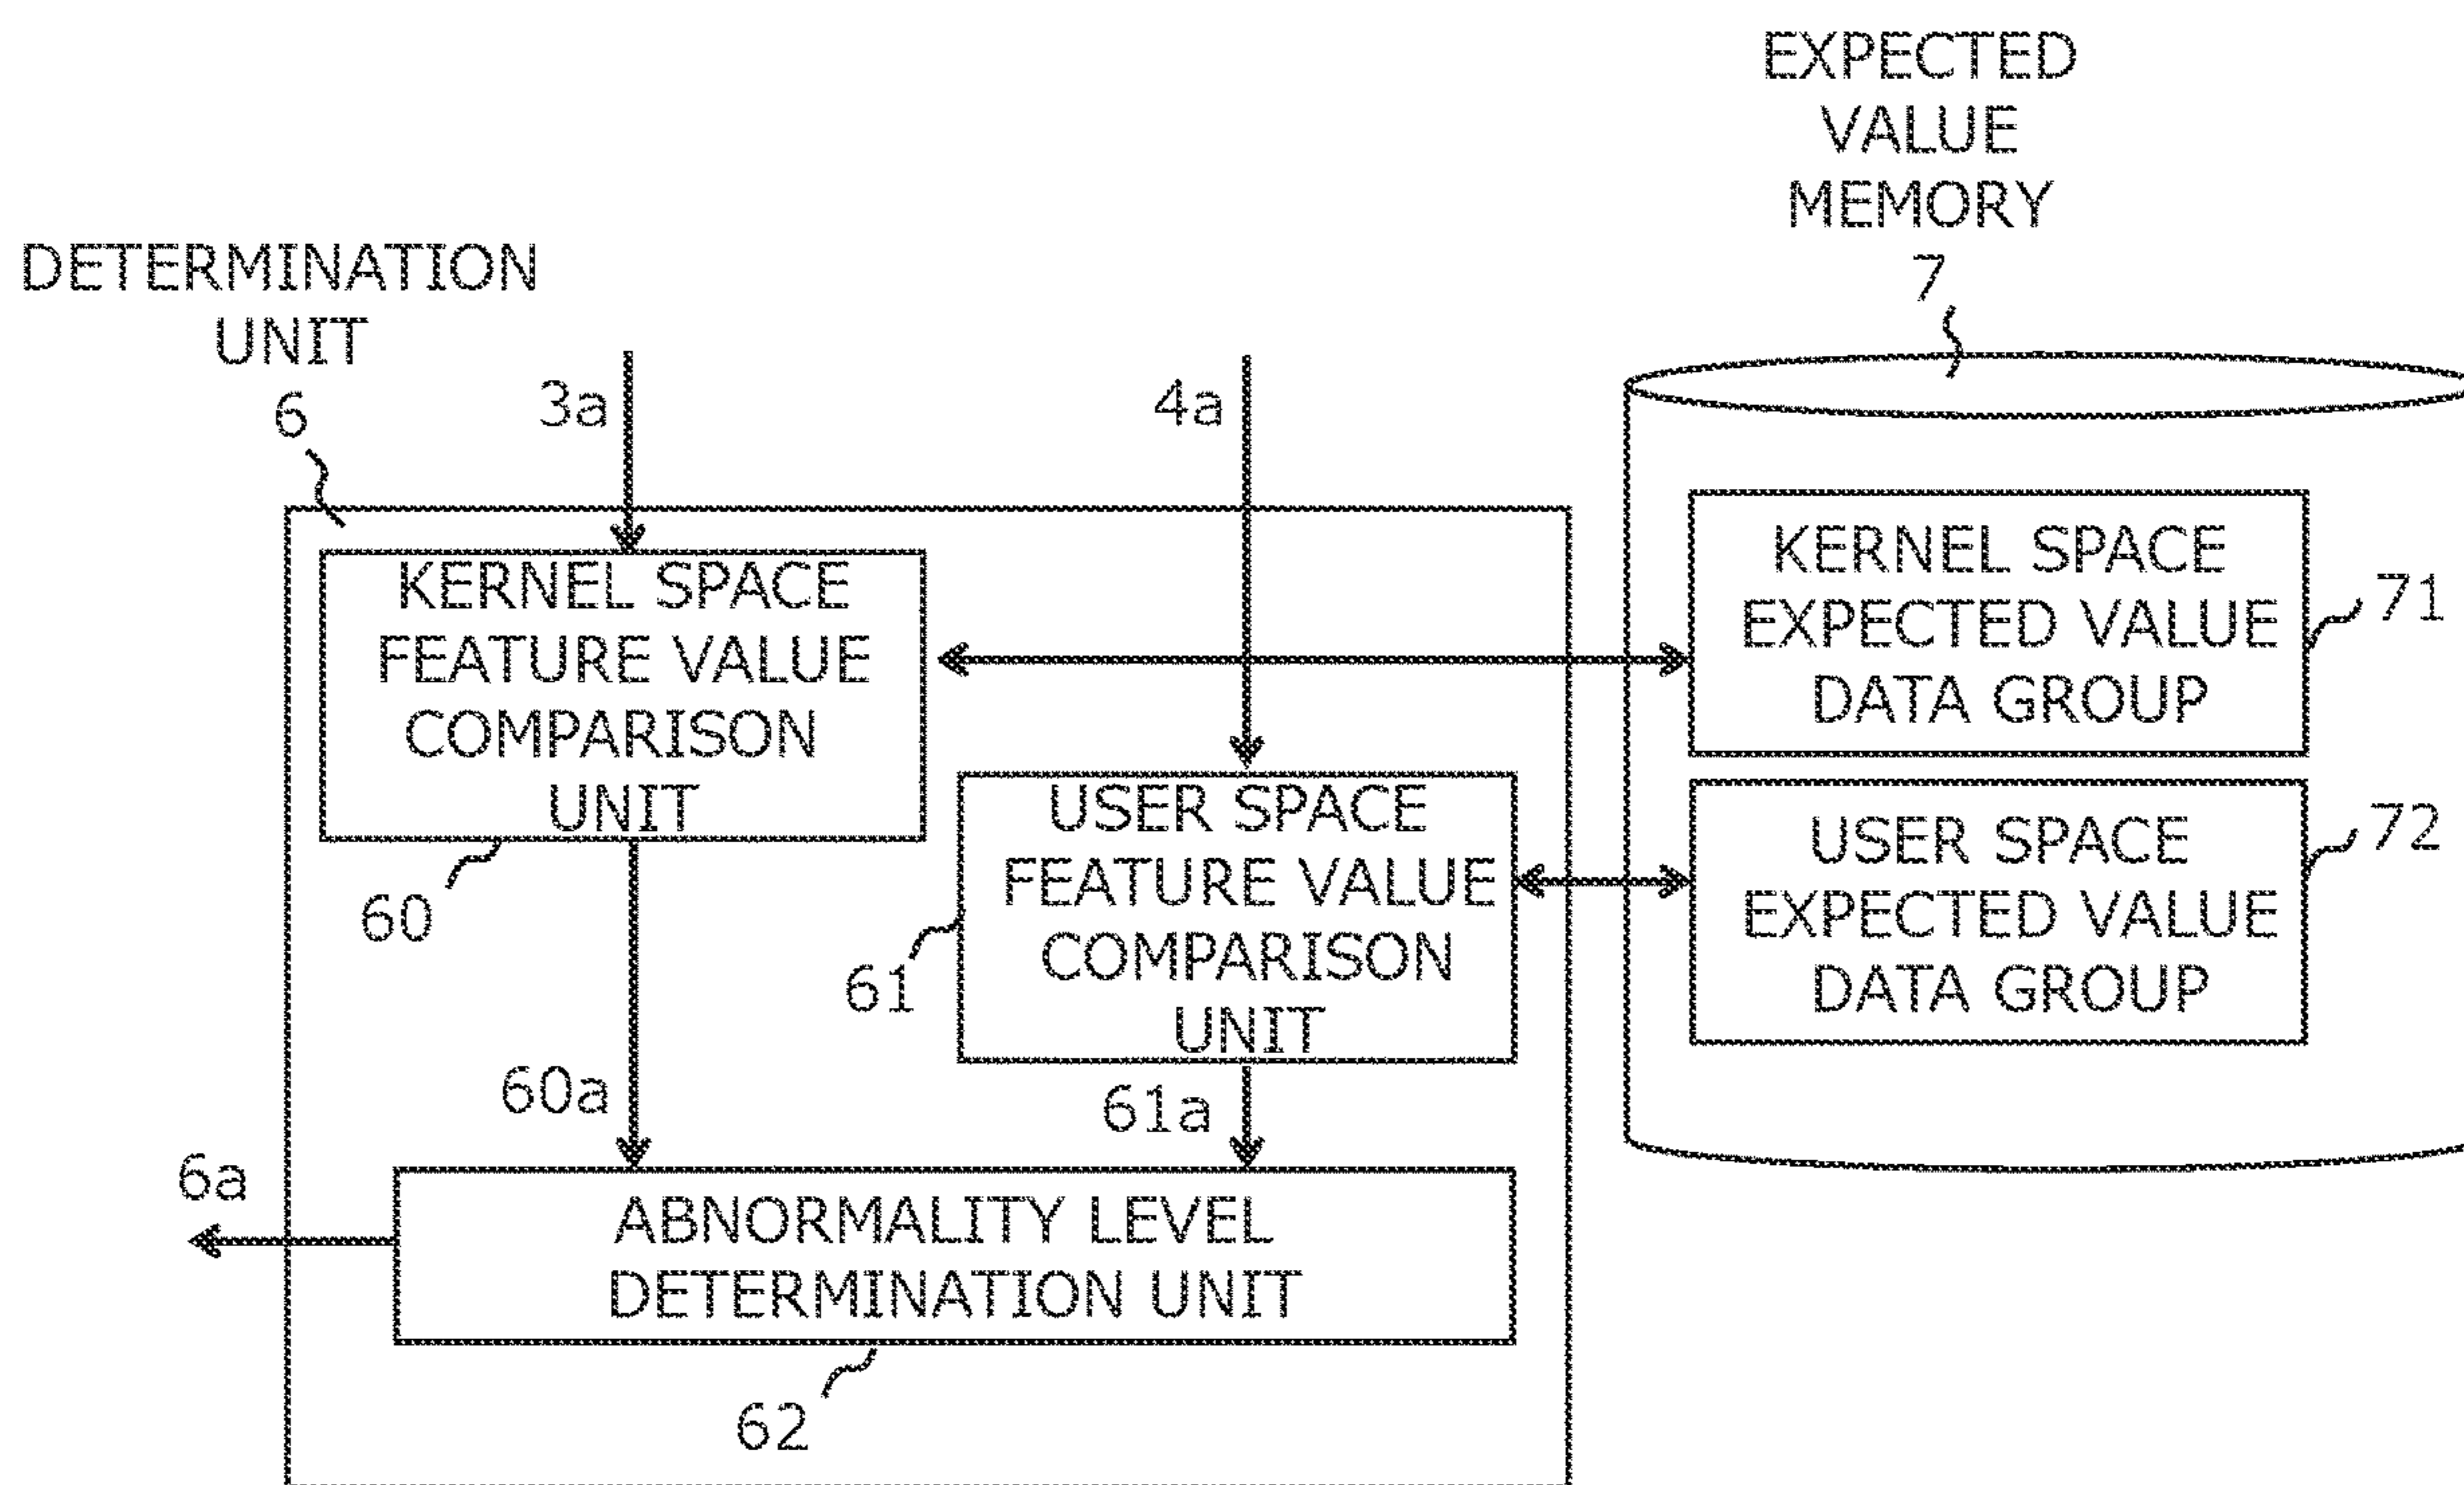 EXPECTED
VALUE
MEMORY
7
DETERMINATION
UNIT
6
3a
4a
KERNEL SPACE
FEATURE VALUE
COMPARISON
UNIT
60
KERNEL SPACE
EXPECTED VALUE
DATA GROUP
71
USER SPACE
FEATURE VALUE
COMPARISON
UNIT
61
USER SPACE
EXPECTED VALUE
DATA GROUP
72
60a
61a
6a
ABNORMALITY LEVEL
DETERMINATION UNIT
62